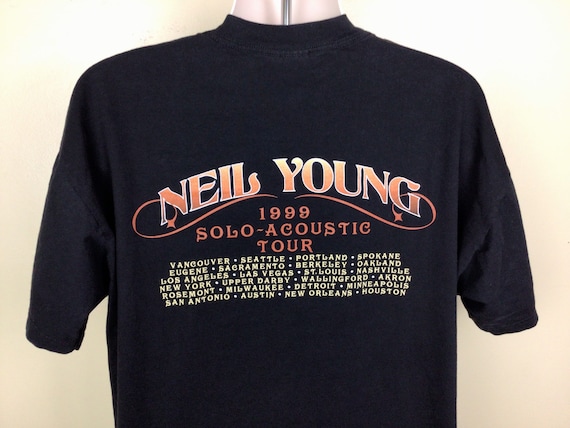 NEIL YOUNG
1999
SOLO-ACOUSTIC
TOUR
VANCOUVER • SEATTLE • PORTLAND • SPOKANE
EUGENE • SACRAMENTO • BERKELEY • OAKLAND
LOS ANGELES • LAS VEGAS • ST. LOUIS • NASHVILLE
NEW YORK • UPPER DARBY • WALLINGFORD • AKRON
ROSEMONT • MILWAUKEE • DETROIT • MINNEAPOLIS
SAN ANTONIO • AUSTIN • NEW ORLEANS • HOUSTON